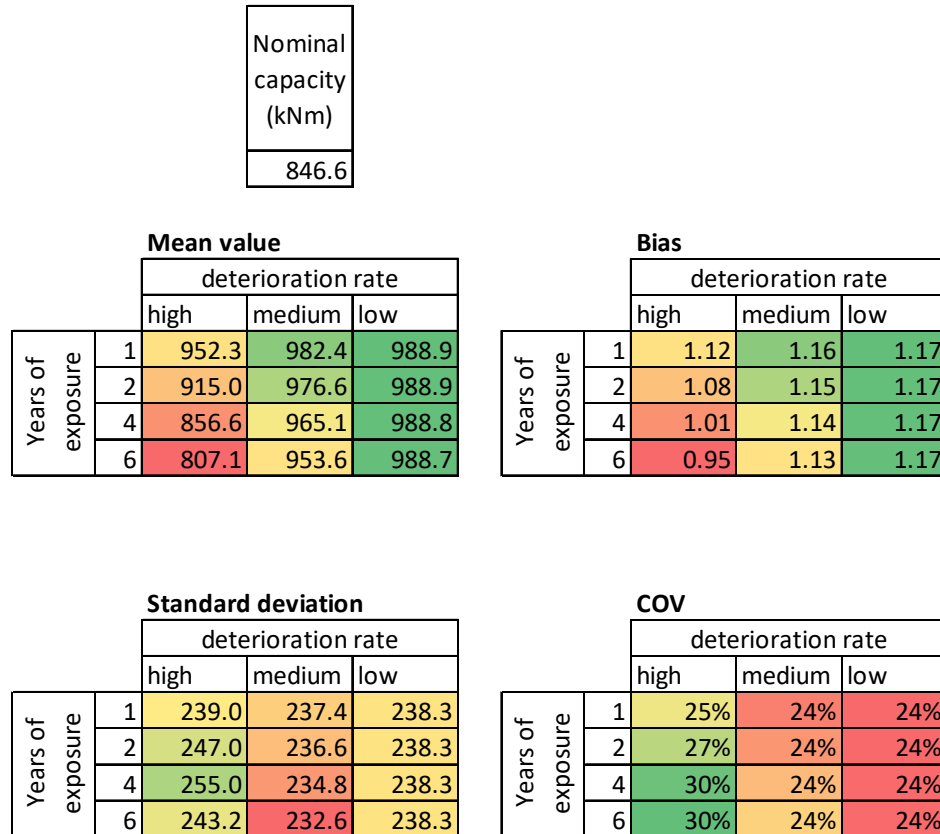 Nominal
capacity
(kNm)
846.6
Mean value
deterioration rate
high medium low
Years of exposure
1 952.3 982.4 988.9
2 915.0 976.6 988.9
4 856.6 965.1 988.8
6 807.1 953.6 988.7
Bias
deterioration rate
high medium low
Years of exposure
1 1.12 1.16 1.17
2 1.08 1.15 1.17
4 1.01 1.14 1.17
6 0.95 1.13 1.17
Standard deviation
deterioration rate
high medium low
Years of exposure
1 239.0 237.4 238.3
2 247.0 236.6 238.3
4 255.0 234.8 238.3
6 243.2 232.6 238.3
COV
deterioration rate
high medium low
Years of exposure
1 25% 24% 24%
2 27% 24% 24%
4 30% 24% 24%
6 30% 24% 24%